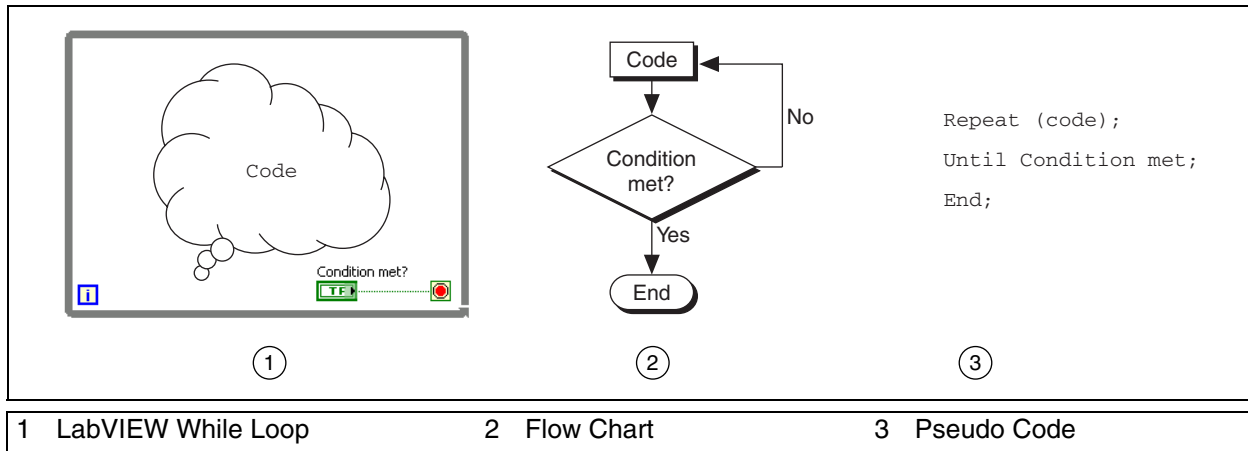 Code
Condition met?
TF
i
Code
No
Condition
met?
Yes
End
Repeat (code);
Until Condition met;
End;
1
2
3
1 LabVIEW While Loop
2 Flow Chart
3 Pseudo Code